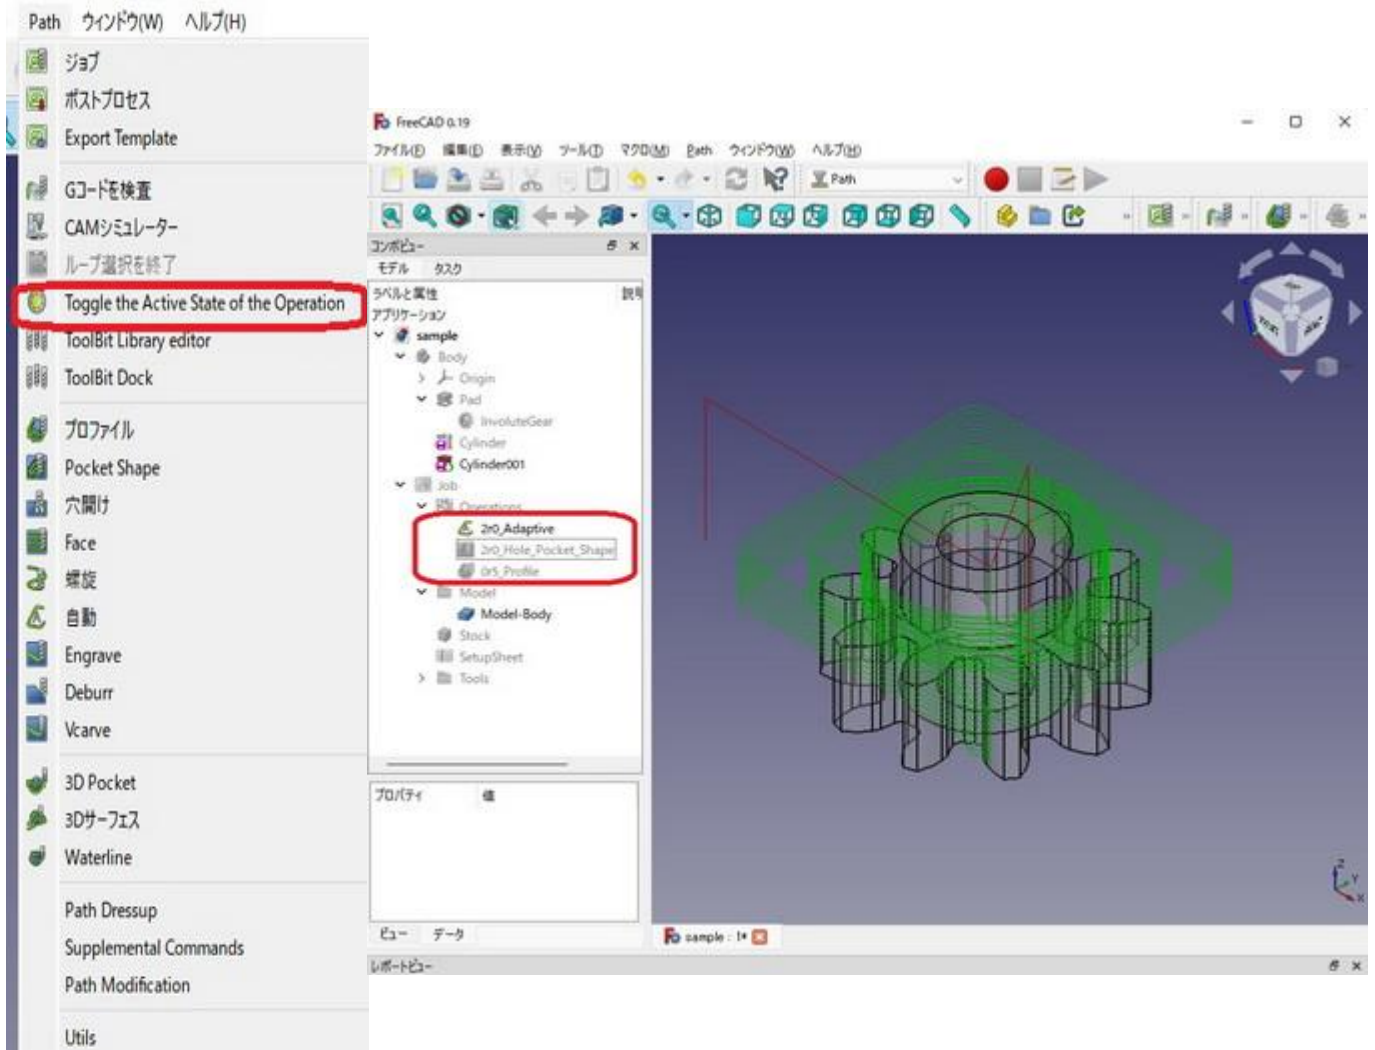 Path ウィンドウ(W) ヘルプ(H)
ジョブ
ポストプロセス
Export Template
Gコードを検査
CAMシミュレーター
ループ選択を終了
Toggle the Active State of the Operation
ToolBit Library editor
ToolBit Dock
プロファイル
Pocket Shape
穴開け
Face
螺旋
自動
Engrave
Deburr
Vcarve
3D Pocket
3Dサーフェス
Waterline
Path Dressup
Supplemental Commands
Path Modification
Utils
FreeCAD 0.19
ファイル(F) 編集(E) 表示(V) ツール(T) マクロ(M) Path ウィンドウ(W) ヘルプ(H)
Path
コンボビュー
モデル タスク
ラベルと属性 説明
アプリケーション
sample
Body
Origin
Pad
InvoluteGear
Cylinder
Cylinder001
Job
Operations
2r0_Adaptive
2r0_Hole_Pocket_Shape
0r5_Profile
Model
Model-Body
Stock
SetupSheet
Tools
プロパティ 値
ビュー データ
sample : 1*
レポートビュー
Z
Y
X